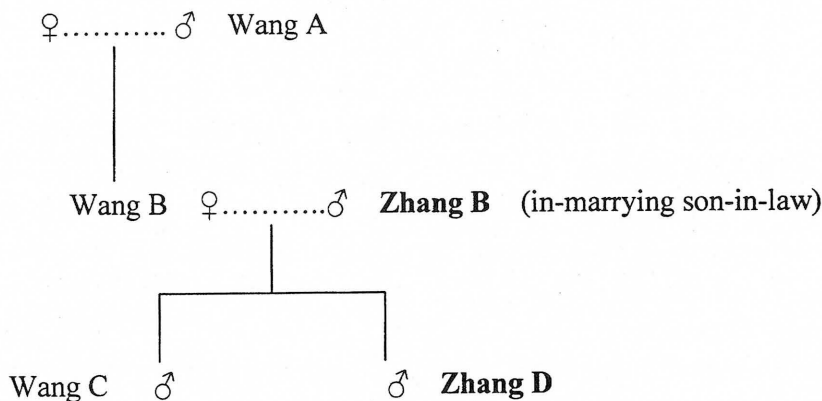 ♀........... ♂ Wang A
Wang B ♀...........♂ Zhang B (in-marrying son-in-law)
Wang C ♂ ♂ Zhang D